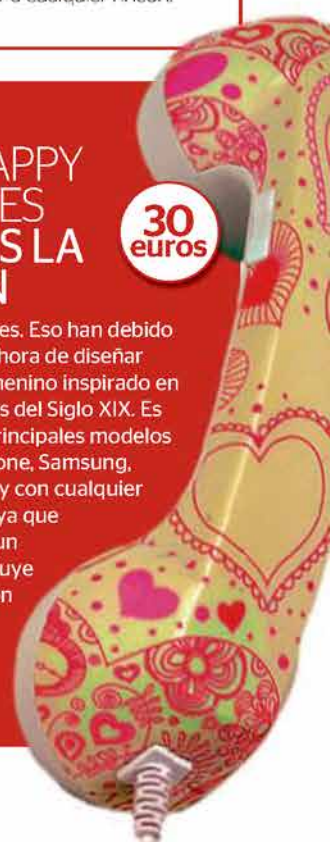 APPY
ES
S LA
N
30
euros
es. Eso han debido
hora de diseñar
menino inspirado en
s del Siglo XIX. Es
rincipales modelos
one, Samsung,
y con cualquier
ya que
un
uye
ón